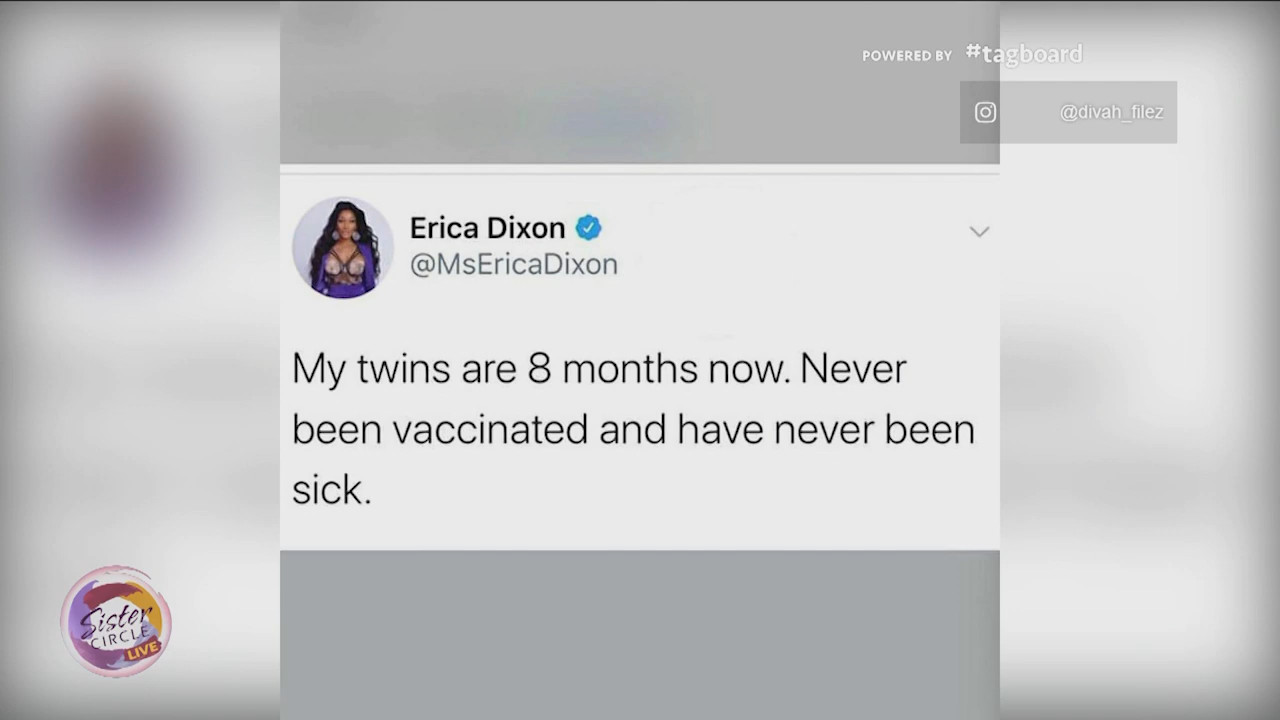 POWERED BY #tagboard
@divah_filez
Erica Dixon
@MsEricaDixon
My twins are 8 months now. Never
been vaccinated and have never been
sick.
Sister
CIRCLE
LIVE